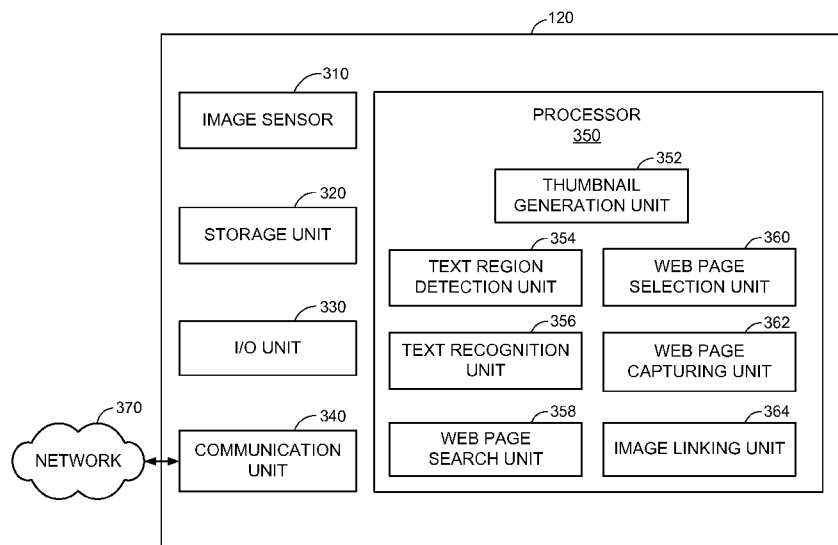 120
310
IMAGE SENSOR
320
STORAGE UNIT
330
I/O UNIT
370
NETWORK
340
COMMUNICATION
UNIT
PROCESSOR
350
352
THUMBNAIL
GENERATION UNIT
354
TEXT REGION
DETECTION UNIT
360
WEB PAGE
SELECTION UNIT
356
TEXT RECOGNITION
UNIT
362
WEB PAGE
CAPTURING UNIT
358
WEB PAGE
SEARCH UNIT
364
IMAGE LINKING UNIT